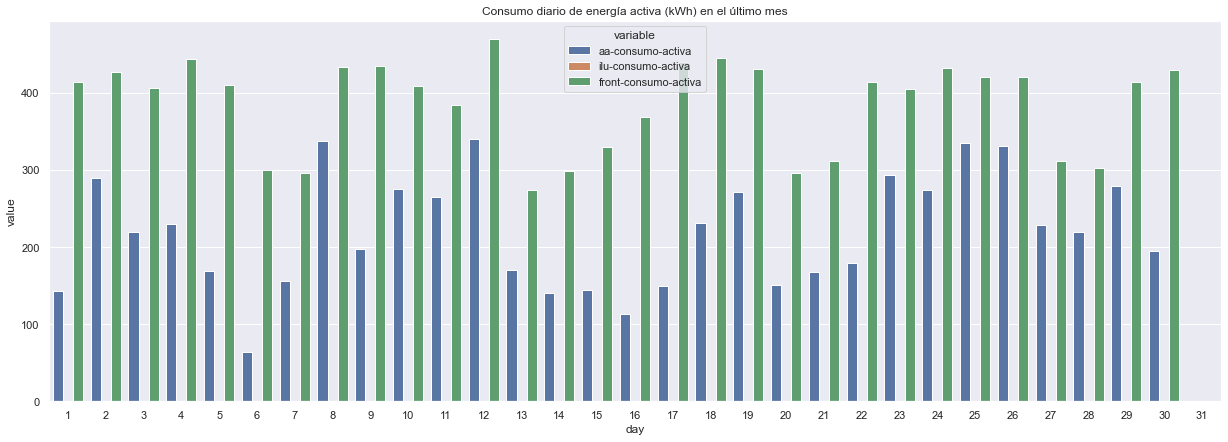 Consumo diario de energía activa (kWh) en el último mes
variable
aa-consumo-activa
ilu-consumo-activa
front-consumo-activa
value
400
300
200
100
0
1 2 3 4 5 6 7 8 9 10 11 12 13 14 15 16 17 18 19 20 21 22 23 24 25 26 27 28 29 30 31
day